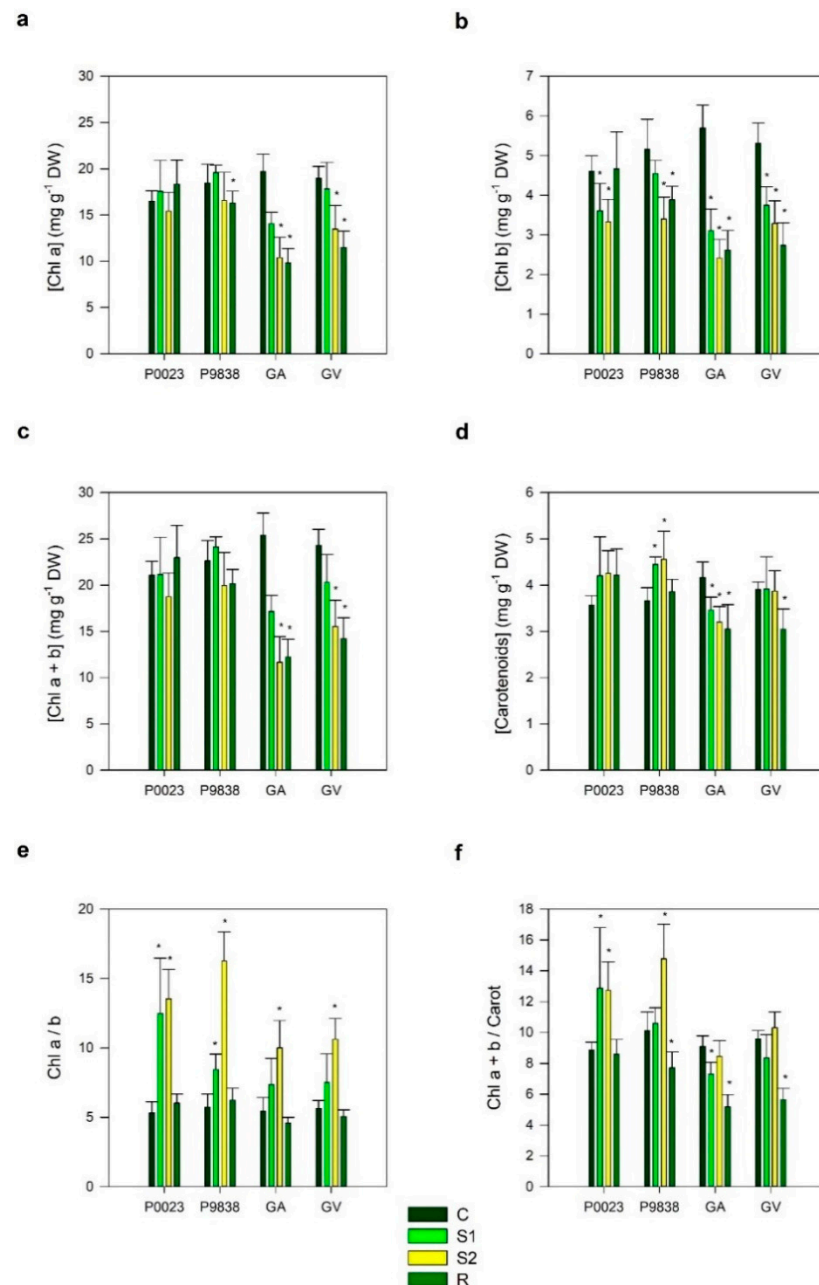 a
[Chl a] (mg g⁻¹ DW)
30
25
20
15
10
5
0
* * * * *
P0023 P9838 GA GV
b
[Chl b] (mg g⁻¹ DW)
7
6
5
4
3
2
1
0
* * * * * * * * * *
P0023 P9838 GA GV
c
[Chl a + b] (mg g⁻¹ DW)
30
25
20
15
10
5
0
* * * *
P0023 P9838 GA GV
d
[Carotenoids] (mg g⁻¹ DW)
6
5
4
3
2
1
0
* * * * * *
P0023 P9838 GA GV
e
Chl a / b
20
15
10
5
0
* * * * * *
P0023 P9838 GA GV
f
Chl a + b / Carot
18
16
14
12
10
8
6
4
2
0
* * * * * * *
P0023 P9838 GA GV
C
S1
S2
R